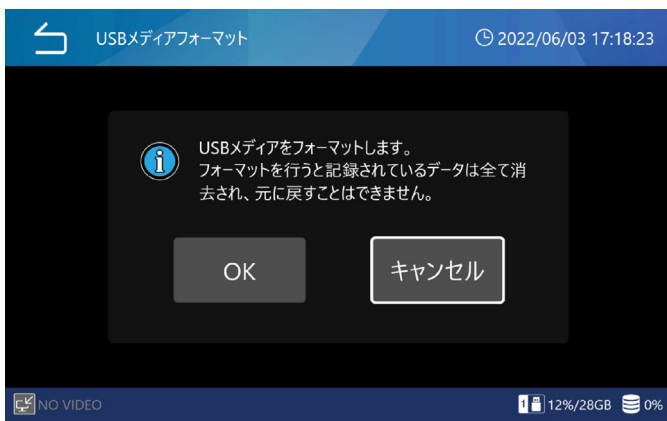 USBメディアフォーマット
2022/06/03 17:18:23
USBメディアをフォーマットします。
フォーマットを行うと記録されているデータは全て消
去され、元に戻すことはできません。
OK
キャンセル
NO VIDEO
1 12%/28GB 0%